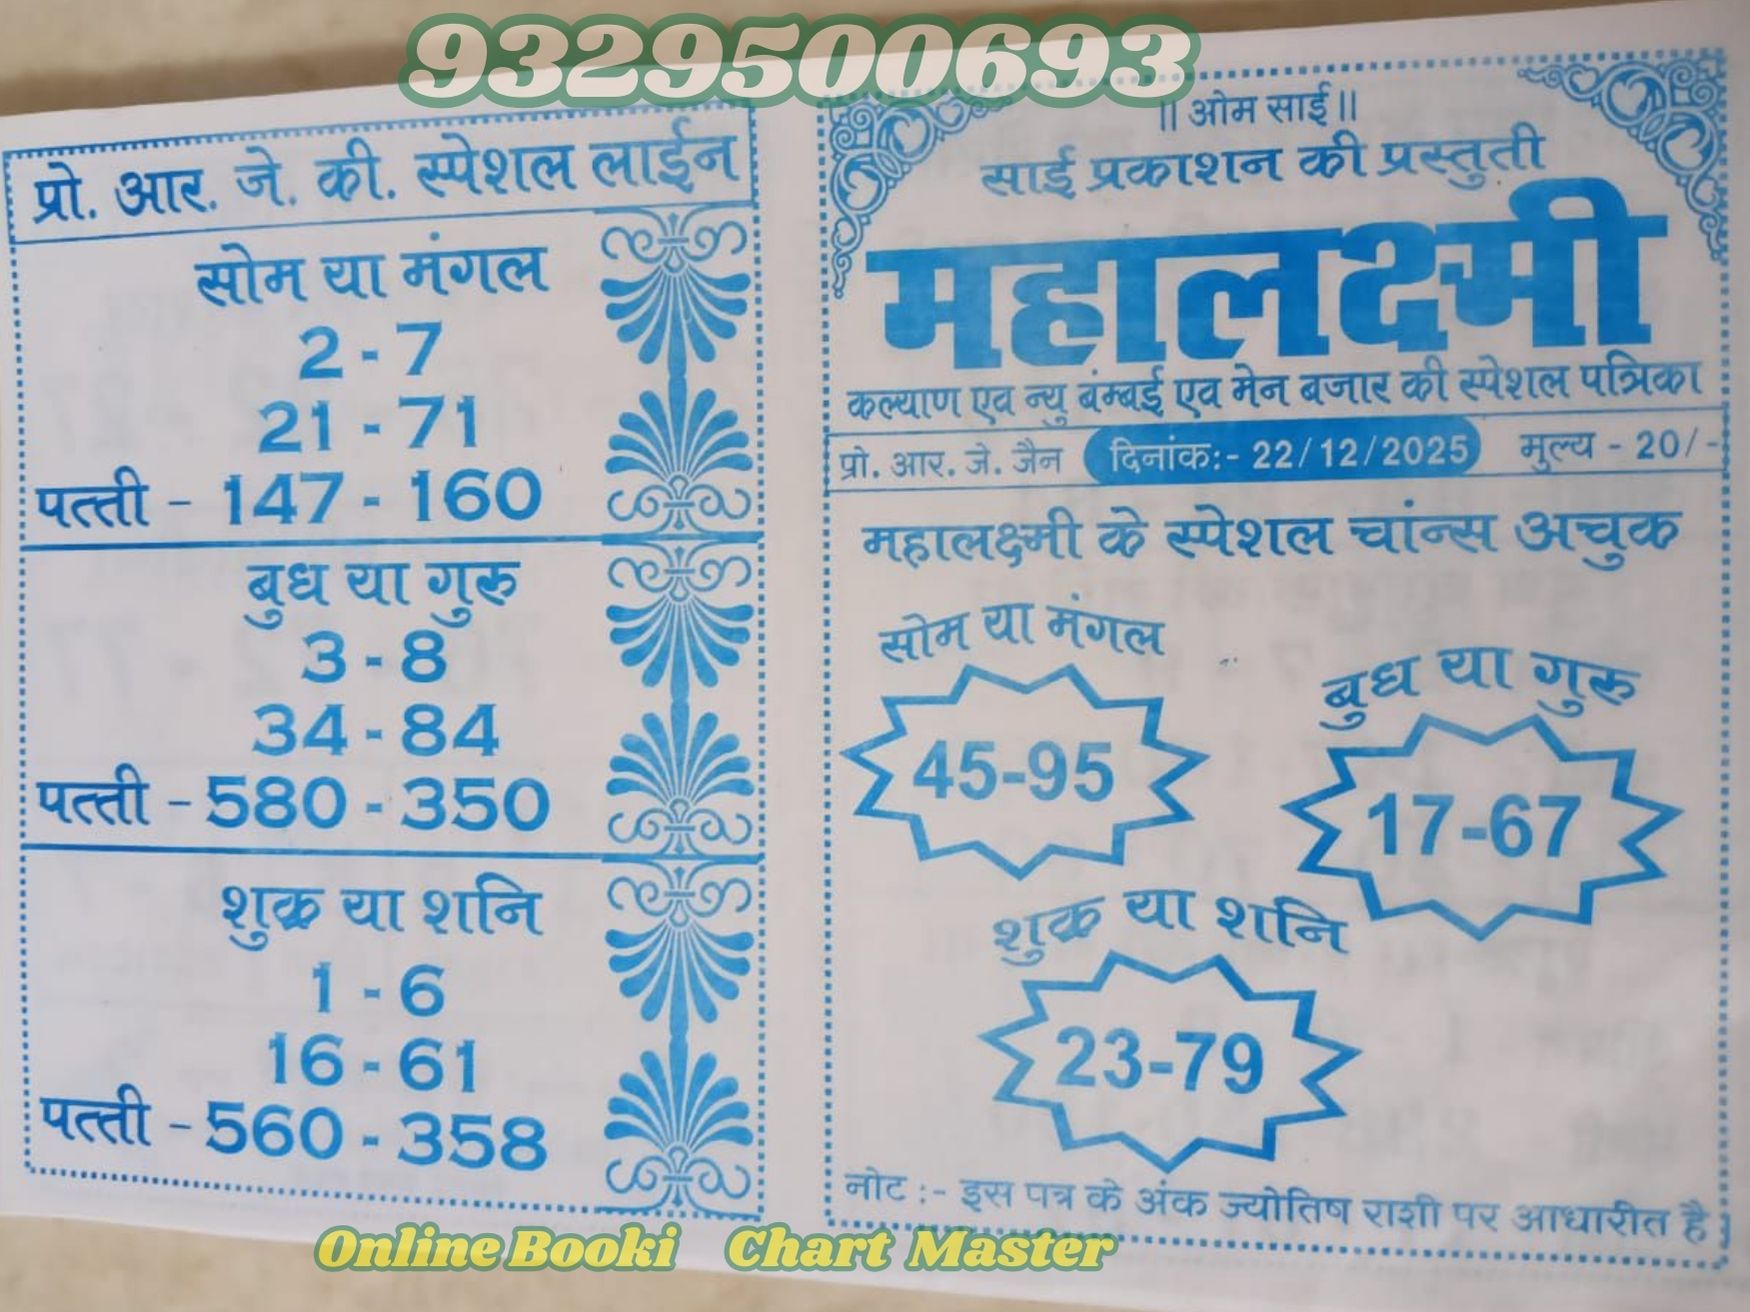 9329500693
प्रो. आर. जे. की. स्पेशल लाईन
सोम या मंगल
2 - 7
21 - 71
पत्ती - 147 - 160
बुध या गुरु
3 - 8
34 - 84
पत्ती - 580 - 350
शुक्र या शनि
1 - 6
16 - 61
पत्ती - 560 - 358
|| ओम साई ||
साई प्रकाशन की प्रस्तुती
महालक्ष्मी
कल्याण एव न्यु बंम्बई एव मेन बजार की स्पेशल पत्रिका
प्रो. आर. जे. जैन दिनांक:- 22/12/2025 मुल्य - 20/-
महालक्ष्मी के स्पेशल चांन्स अचुक
सोम या मंगल
45-95
बुध या गुरु
17-67
शुक्र या शनि
23-79
नोट :- इस पत्र के अंक ज्योतिष राशी पर आधारीत है
Online Booki Chart Master